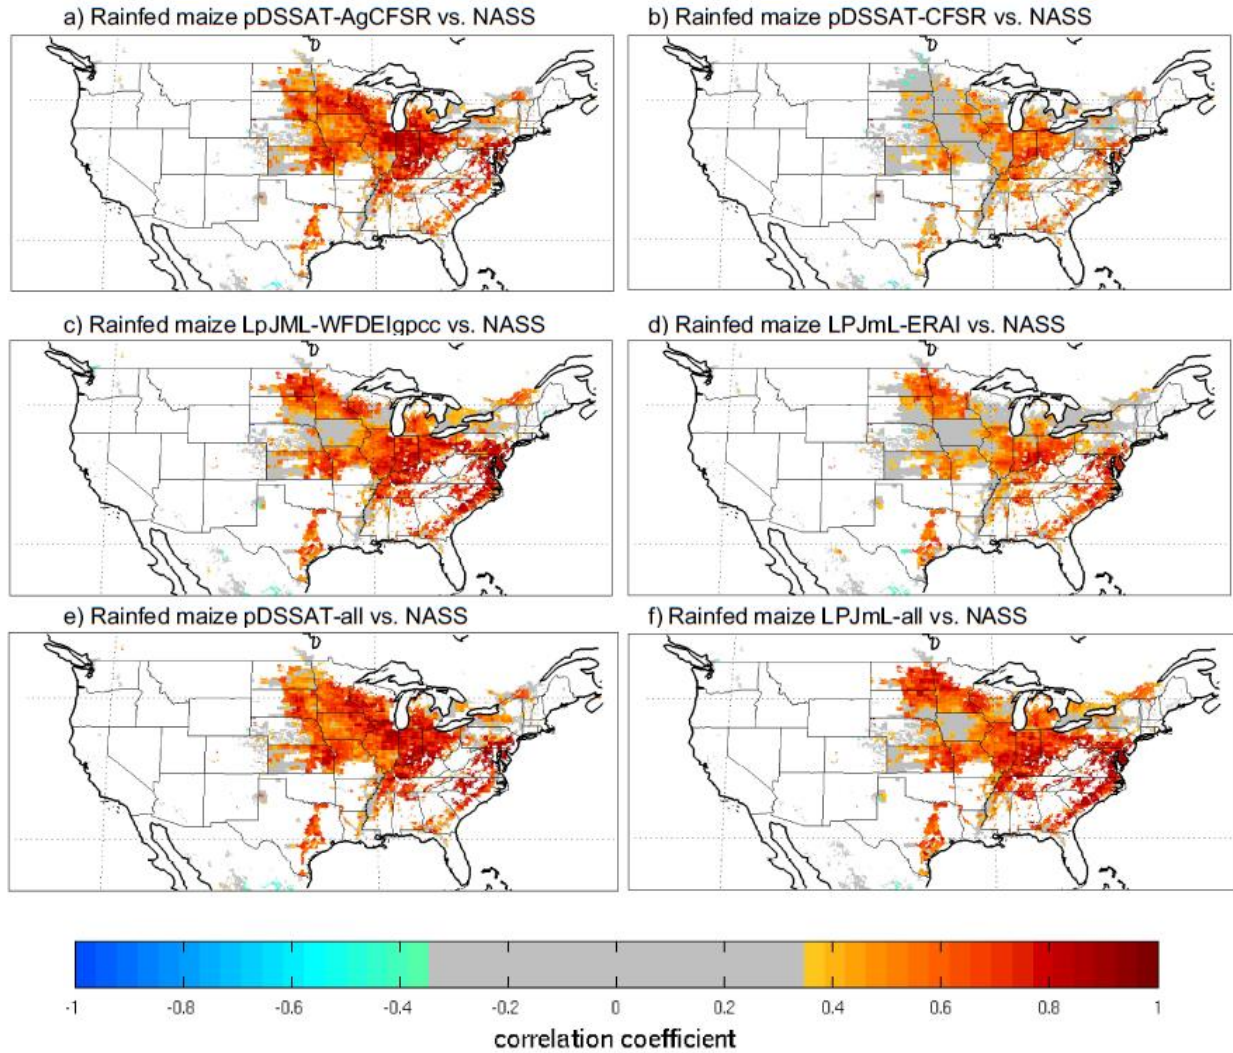 a) Rainfed maize pDSSAT-AgCFSR vs. NASS
b) Rainfed maize pDSSAT-CFSR vs. NASS
c) Rainfed maize LpJML-WFDEIgpcc vs. NASS
d) Rainfed maize LPJmL-ERAI vs. NASS
e) Rainfed maize pDSSAT-all vs. NASS
f) Rainfed maize LPJmL-all vs. NASS
-1 -0.8 -0.6 -0.4 -0.2 0 0.2 0.4 0.6 0.8 1
correlation coefficient